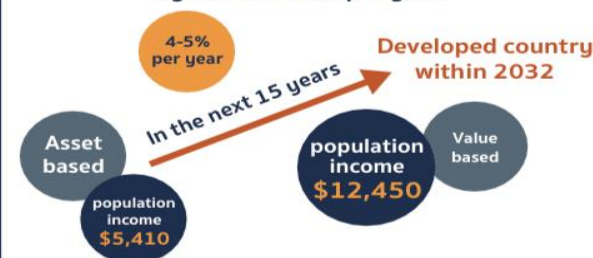 4-5%
per year
Developed country
within 2032
In the next 15 years
Asset
based
population
income
$12,450
Value
based
population
income
$5,410